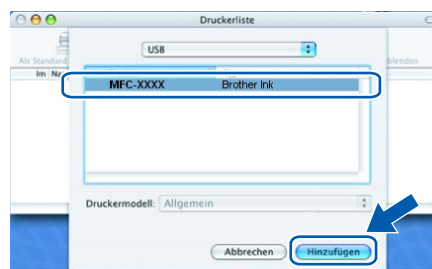 Druckerliste
USB
Als Standard
blenden
Im Na
MFC-XXXX Brother Ink
Druckermodell: Allgemein
Abbrechen Hinzufügen